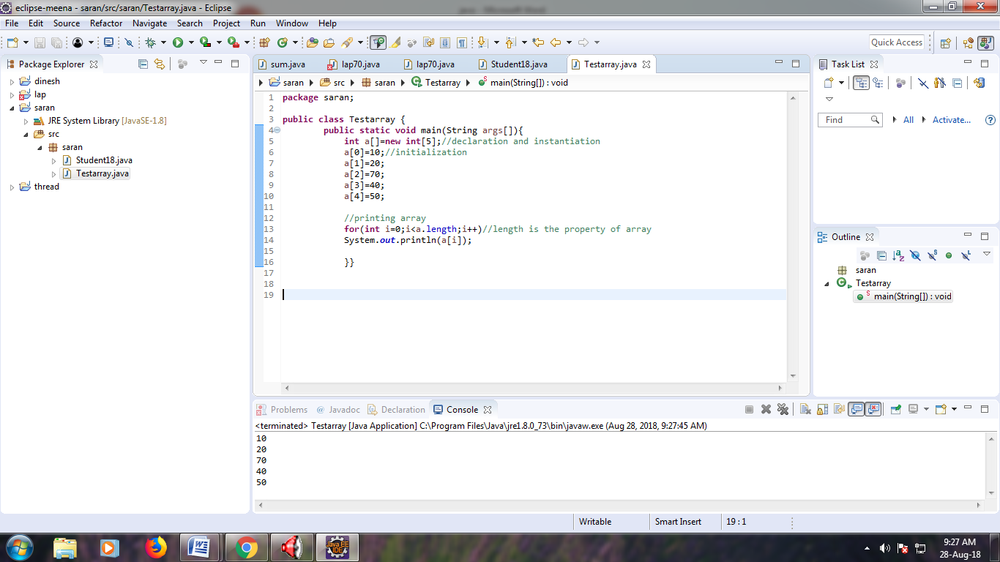 eclipse-meena - saran/src/saran/Testarray.java - Eclipse
File Edit Source Refactor Navigate Search Project Run Window Help
Quick Access
Package Explorer
dinesh
lap
saran
JRE System Library [JavaSE-1.8]
src
saran
Student18.java
Testarray.java
thread
sum.java lap70.java lap70.java Student18.java Testarray.java
saran src saran Testarray main(String[]) : void
1 package saran;
2
3 public class Testarray {
4 public static void main(String args[]){
5 int a[]=new int[5];//declaration and instantiation
6 a[0]=10;//initialization
7 a[1]=20;
8 a[2]=70;
9 a[3]=40;
10 a[4]=50;
11
12 //printing array
13 for(int i=0;i<a.length;i++)//length is the property of array
14 System.out.println(a[i]);
15
16 }}
17
18
19
Task List
Find All Activate...
Outline
saran
Testarray
main(String[]) : void
Problems @ Javadoc Declaration Console
<terminated> Testarray [Java Application] C:\Program Files\Java\jre1.8.0_73\bin\javaw.exe (Aug 28, 2018, 9:27:45 AM)
10
20
70
40
50
Writable Smart Insert 19 : 1
Java EE
IDE
9:27 AM
28-Aug-18